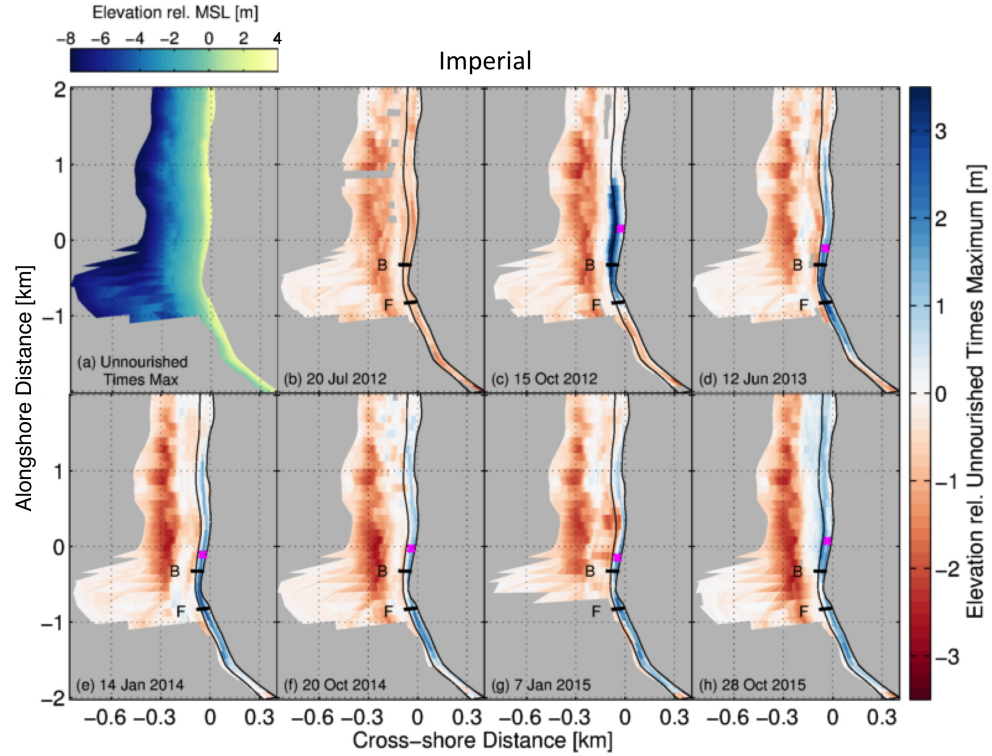 Elevation rel. MSL [m]
−8 −6 −4 −2 0 2 4
Imperial
2
1
0
−1
(a) Unnourished
Times Max
B
F
(b) 20 Jul 2012
B
F
(c) 15 Oct 2012
B
F
(d) 12 Jun 2013
1
0
−1
−2
B
F
(e) 14 Jan 2014
B
F
(f) 20 Oct 2014
B
F
(g) 7 Jan 2015
B
F
(h) 28 Oct 2015
−0.6 −0.3 0 0.3 −0.6 −0.3 0 0.3 −0.6 −0.3 0 0.3 −0.6 −0.3 0 0.3
Cross−shore Distance [km]
Alongshore Distance [km]
3
2
1
0
−1
−2
−3
Elevation rel. Unnourished Times Maximum [m]